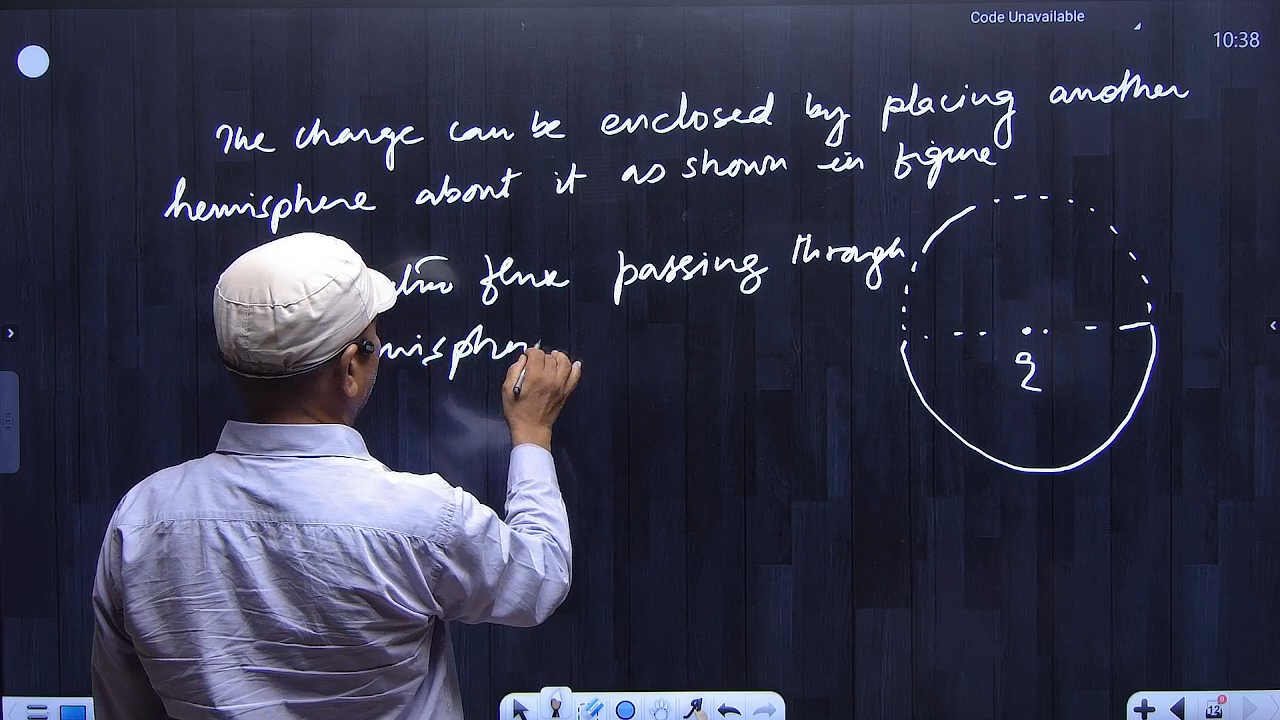 Code Unavailable
10:38
The charge can be enclosed by placing another
hemisphere about it as shown in figure
flux passing through
q
12